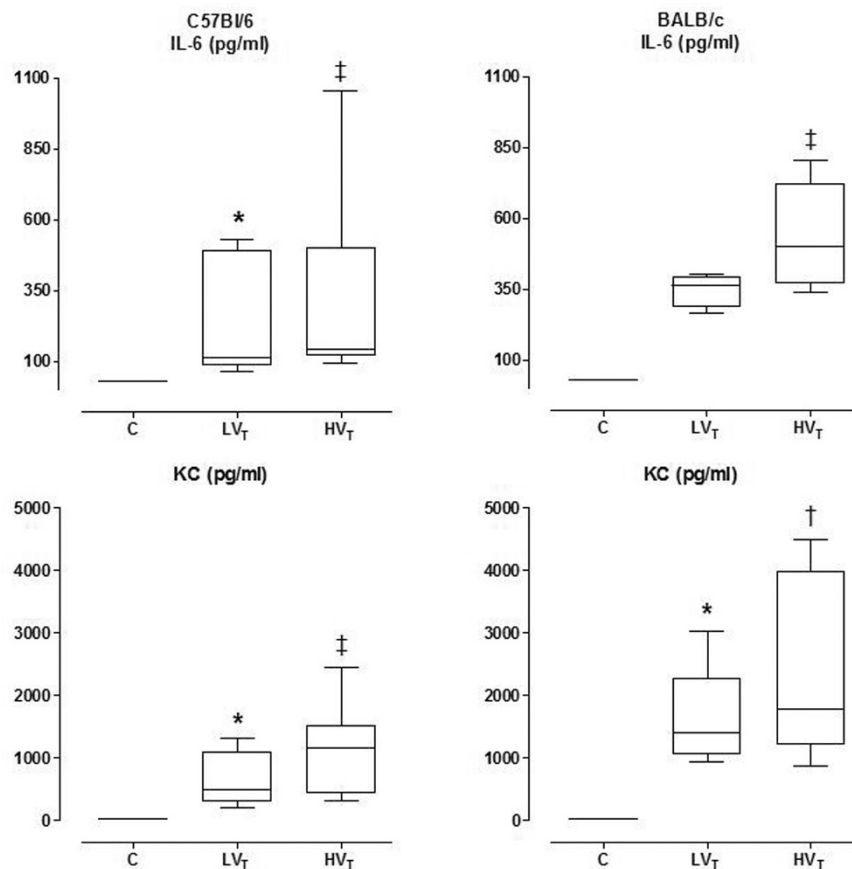 C57Bl/6
IL-6 (pg/ml)
1100
850
600
350
100
*
‡
C
LVT
HVT
BALB/c
IL-6 (pg/ml)
1100
850
600
350
100
‡
C
LVT
HVT
KC (pg/ml)
5000
4000
3000
2000
1000
0
*
‡
C
LVT
HVT
KC (pg/ml)
5000
4000
3000
2000
1000
0
*
†
C
LVT
HVT